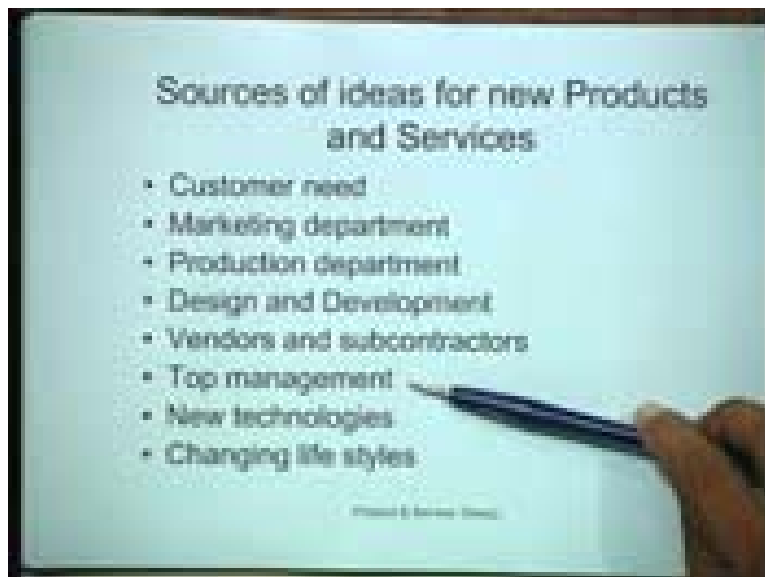 Sources of ideas for new Products
and Services
• Customer need
• Marketing department
• Production department
• Design and Development
• Vendors and subcontractors
• Top management
• New technologies
• Changing life styles